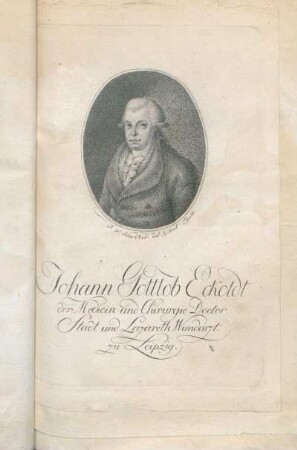 Johann Gottlob Eckoldt
der Medicin und Chirurgie Doctor
Stadt und Lazareth Wundarzt
zu Leipzig.